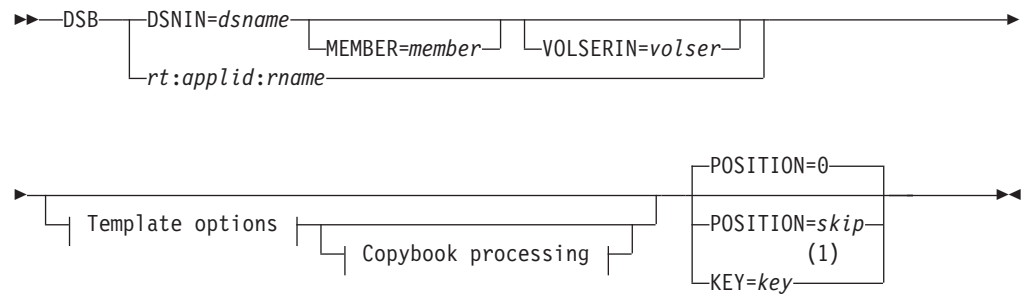 DSB DSNIN=dsname
MEMBER=member VOLSERIN=volser
rt:applid:rname
POSITION=0
Template options POSITION=skip
Copybook processing (1)
KEY=key